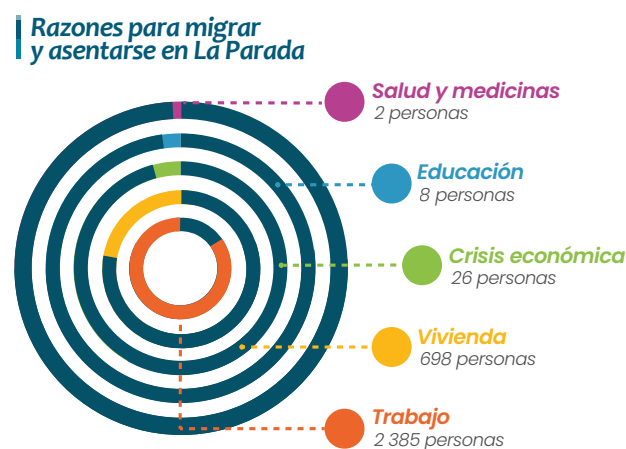 Razones para migrar
y asentarse en La Parada
Salud y medicinas
2 personas
Educación
8 personas
Crisis económica
26 personas
Vivienda
698 personas
Trabajo
2 385 personas